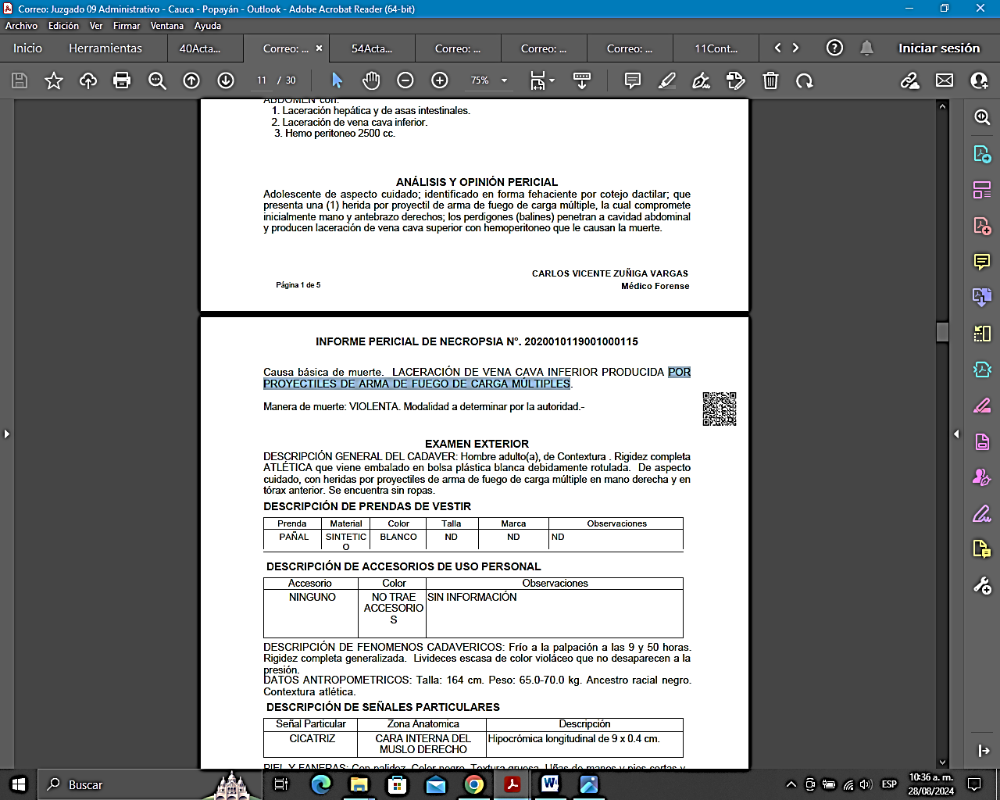 Correo: Juzgado 09 Administrativo - Cauca - Popayán - Outlook - Adobe Acrobat Reader (64-bit)
Archivo Edición Ver Firmar Ventana Ayuda
Inicio Herramientas 40Acta... Correo: ... × 54Acta... Correo: ... Correo: ... Correo: ... 11Cont... Iniciar sesión
11 / 30 75%
ABDOMEN con:
1. Laceración hepática y de asas intestinales.
2. Laceración de vena cava inferior.
3. Hemo peritoneo 2500 cc.
ANÁLISIS Y OPINIÓN PERICIAL
Adolescente de aspecto cuidado; identificado en forma fehaciente por cotejo dactilar; que
presenta una (1) herida por proyectil de arma de fuego de carga múltiple, la cual compromete
inicialmente mano y antebrazo derechos; los perdigones (balines) penetran a cavidad abdominal
y producen laceración de vena cava superior con hemoperitoneo que le causan la muerte.
CARLOS VICENTE ZUÑIGA VARGAS
Página 1 de 5
Médico Forense
INFORME PERICIAL DE NECROPSIA N°. 2020010119001000115
Causa básica de muerte. LACERACIÓN DE VENA CAVA INFERIOR PRODUCIDA POR
PROYECTILES DE ARMA DE FUEGO DE CARGA MÚLTIPLES.
Manera de muerte: VIOLENTA. Modalidad a determinar por la autoridad.-
EXAMEN EXTERIOR
DESCRIPCIÓN GENERAL DEL CADAVER: Hombre adulto(a), de Contextura . Rigidez completa
ATLÉTICA que viene embalado en bolsa plástica blanca debidamente rotulada. De aspecto
cuidado, con heridas por proyectiles de arma de fuego de carga múltiple en mano derecha y en
tórax anterior. Se encuentra sin ropas.
DESCRIPCIÓN DE PRENDAS DE VESTIR
Prenda Material Color Talla Marca Observaciones
PAÑAL SINTETIC BLANCO ND ND ND
O
DESCRIPCIÓN DE ACCESORIOS DE USO PERSONAL
Accesorio Color Observaciones
NINGUNO NO TRAE SIN INFORMACIÓN
ACCESORIO
S
DESCRIPCIÓN DE FENOMENOS CADAVERICOS: Frío a la palpación a las 9 y 50 horas.
Rigidez completa generalizada. Livideces escasa de color violáceo que no desaparecen a la
presión.
DATOS ANTROPOMETRICOS: Talla: 164 cm. Peso: 65.0-70.0 kg. Ancestro racial negro.
Contextura atlética.
DESCRIPCIÓN DE SEÑALES PARTICULARES
Señal Particular Zona Anatomica Descripción
CICATRIZ CARA INTERNA DEL Hipocrómica longitudinal de 9 x 0.4 cm.
MUSLO DERECHO
PIEL Y FANERAS: Con palidez. Color negro. Textura gruesa. Uñas de manos y pies cortas y
Buscar
ESP 10:36 a. m.
28/08/2024